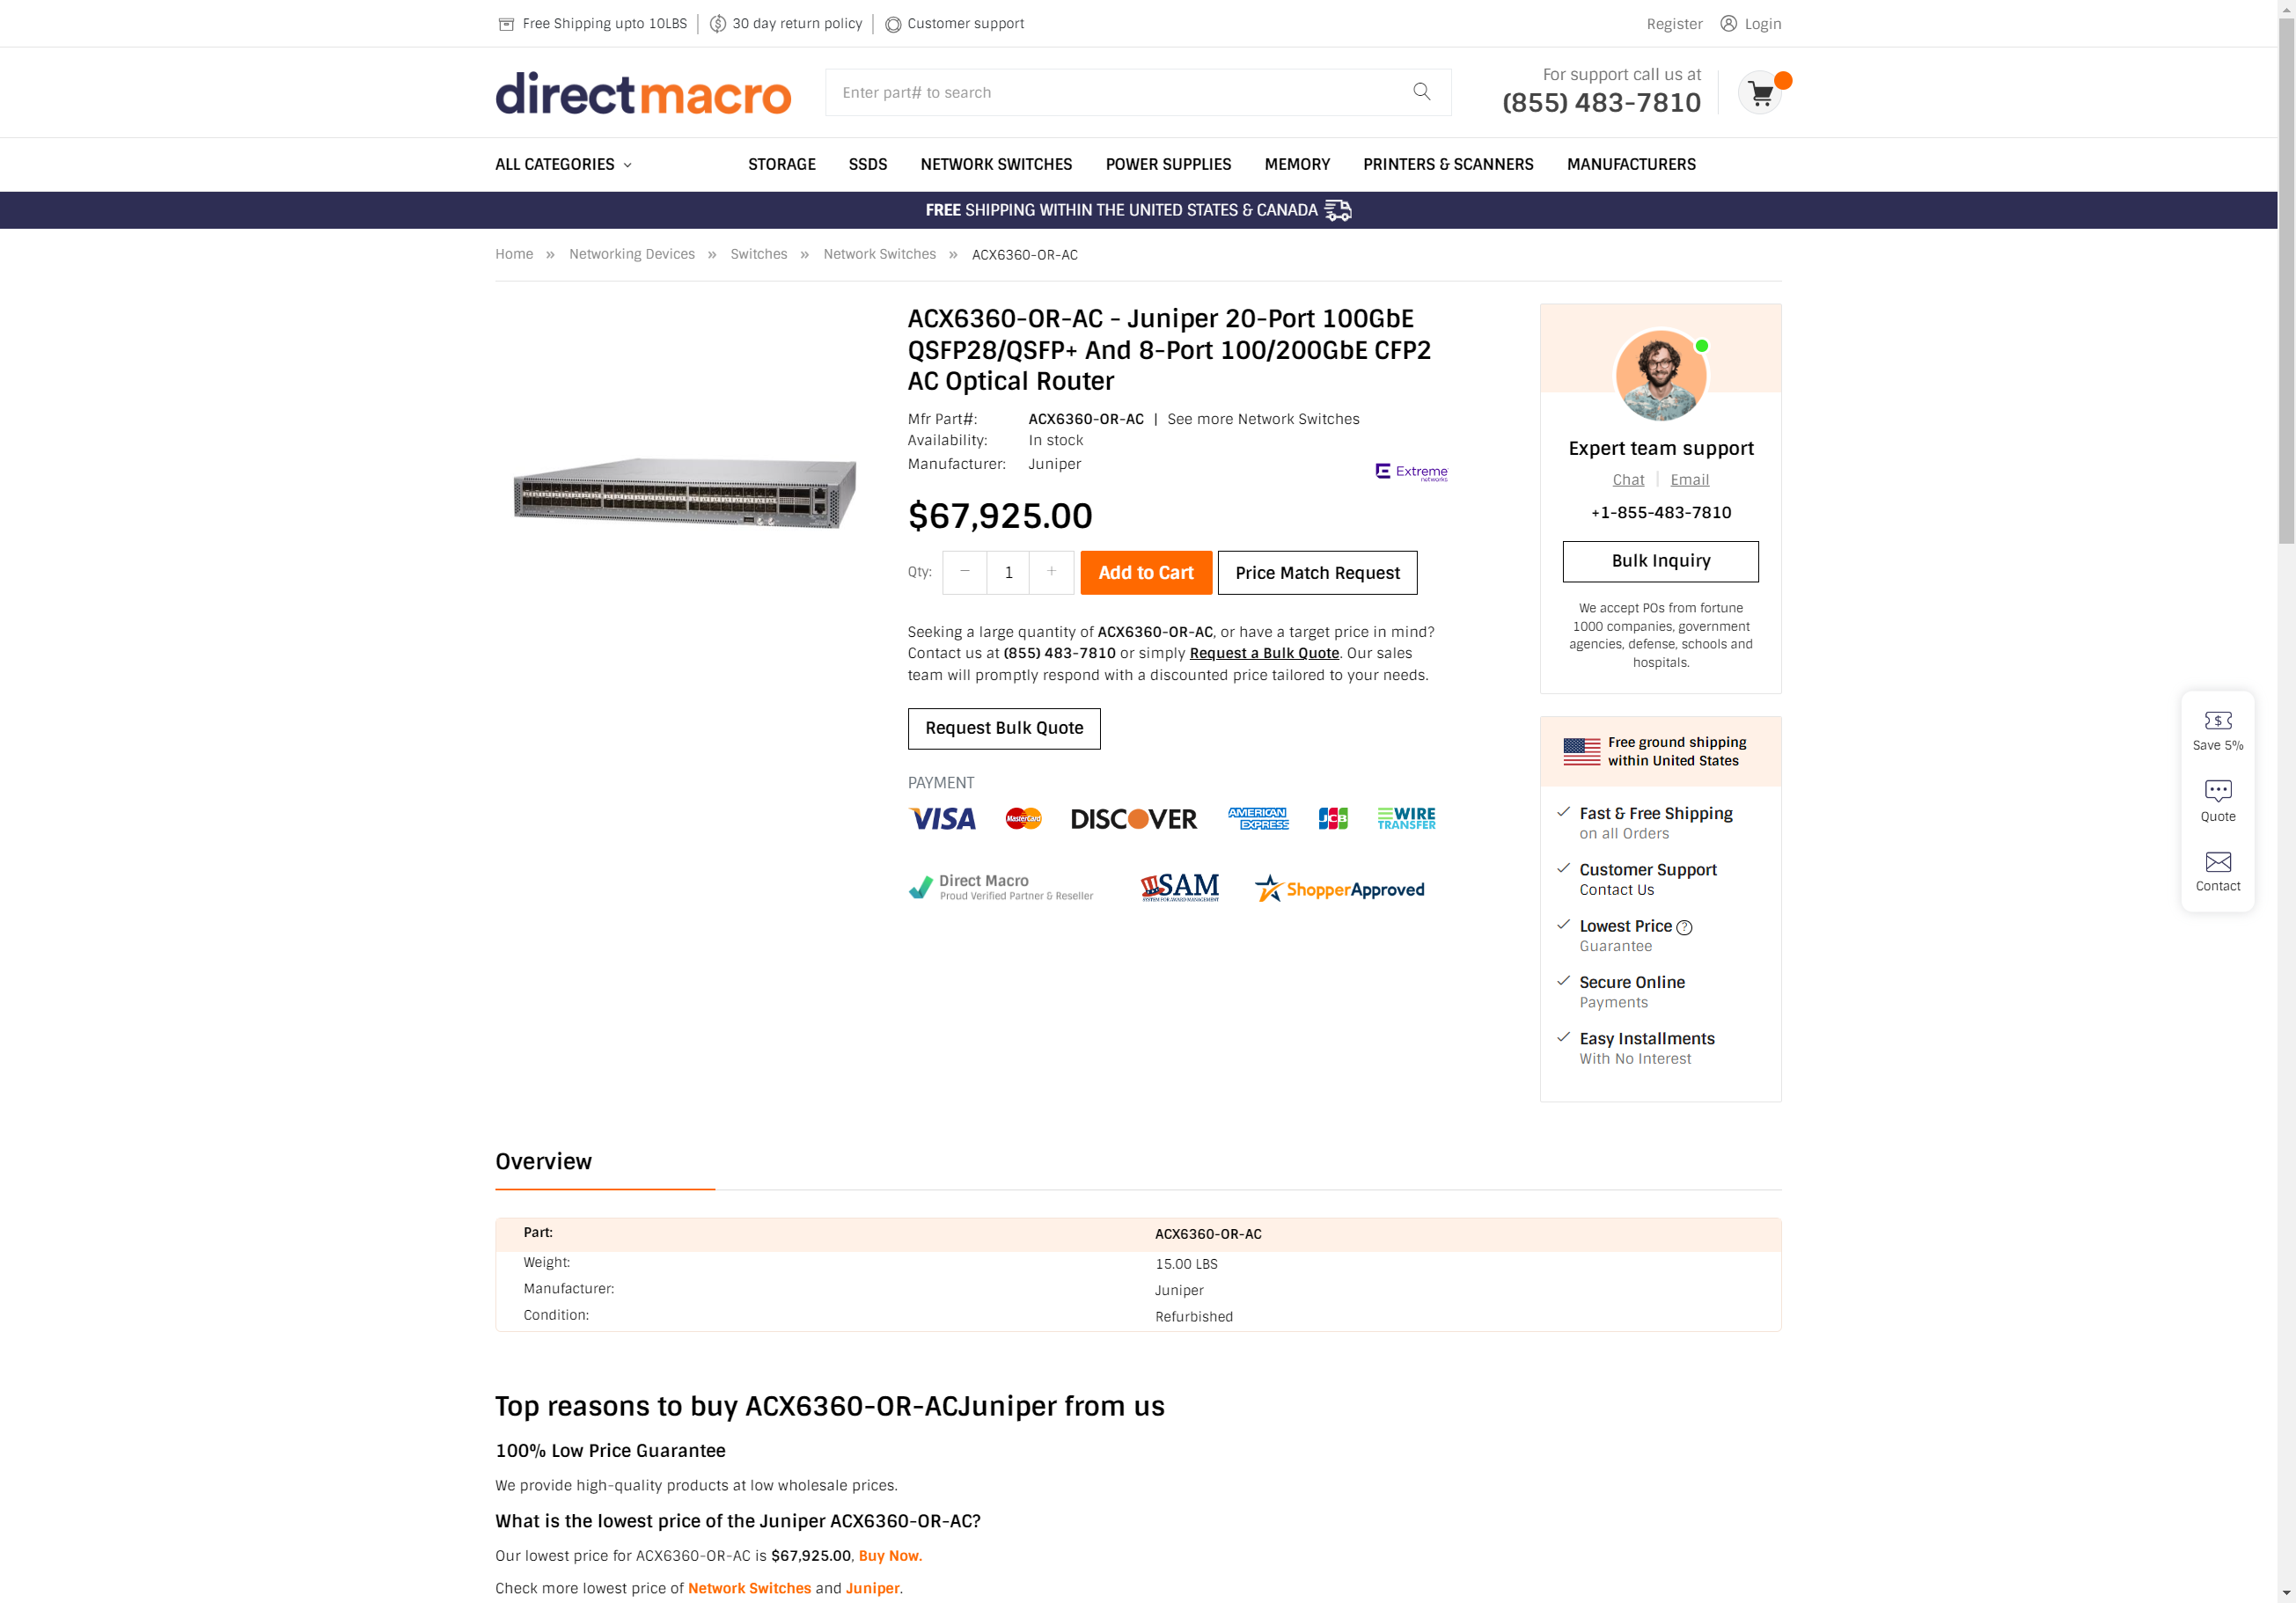 Free Shipping upto 10LBS
30 day return policy
Customer support
Register
Login
directmacro
Enter part# to search
For support call us at
(855) 483-7810
ALL CATEGORIES
STORAGE
SSDS
NETWORK SWITCHES
POWER SUPPLIES
MEMORY
PRINTERS & SCANNERS
MANUFACTURERS
FREE SHIPPING WITHIN THE UNITED STATES & CANADA
Home » Networking Devices » Switches » Network Switches » ACX6360-OR-AC
ACX6360-OR-AC - Juniper 20-Port 100GbE
QSFP28/QSFP+ And 8-Port 100/200GbE CFP2
AC Optical Router
Mfr Part#: ACX6360-OR-AC | See more Network Switches
Availability: In stock
Manufacturer: Juniper
Extreme
networks
$67,925.00
Qty: − 1 +
Add to Cart
Price Match Request
Seeking a large quantity of ACX6360-OR-AC, or have a target price in mind?
Contact us at (855) 483-7810 or simply Request a Bulk Quote. Our sales
team will promptly respond with a discounted price tailored to your needs.
Request Bulk Quote
PAYMENT
VISA
MasterCard
DISCOVER
AMERICAN
EXPRESS
JCB
WIRE
TRANSFER
Direct Macro
Proud Verified Partner & Reseller
SAM
SYSTEM FOR AWARD MANAGEMENT
ShopperApproved
Expert team support
Chat | Email
+1-855-483-7810
Bulk Inquiry
We accept POs from fortune
1000 companies, government
agencies, defense, schools and
hospitals.
Free ground shipping
within United States
Fast & Free Shipping
on all Orders
Customer Support
Contact Us
Lowest Price ?
Guarantee
Secure Online
Payments
Easy Installments
With No Interest
$
Save 5%
Quote
Contact
Overview
Part: ACX6360-OR-AC
Weight: 15.00 LBS
Manufacturer: Juniper
Condition: Refurbished
Top reasons to buy ACX6360-OR-ACJuniper from us
100% Low Price Guarantee
We provide high-quality products at low wholesale prices.
What is the lowest price of the Juniper ACX6360-OR-AC?
Our lowest price for ACX6360-OR-AC is $67,925.00, Buy Now.
Check more lowest price of Network Switches and Juniper.